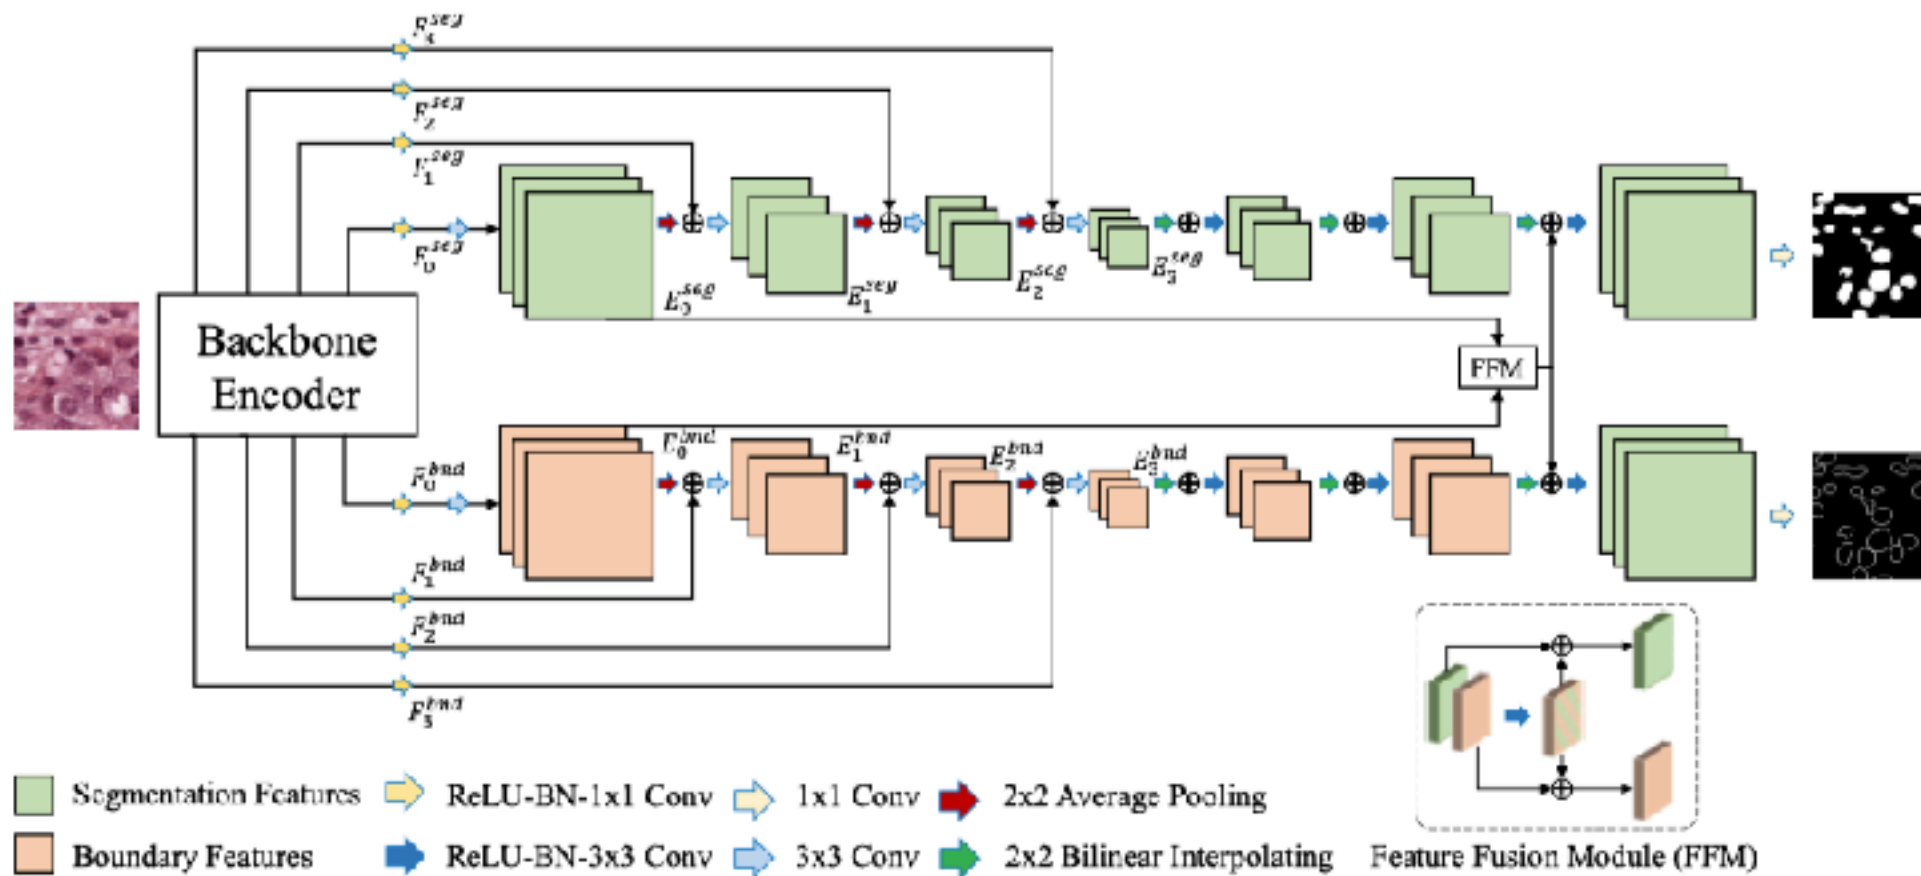 F_3^{seg}
F_2^{seg}
F_1^{seg}
F_0^{seg}
E_0^{seg}
E_1^{seg}
E_2^{seg}
E_3^{seg}
Backbone
Encoder
FFM
E_0^{bnd}
E_1^{bnd}
E_2^{bnd}
E_3^{bnd}
F_0^{bnd}
F_1^{bnd}
F_2^{bnd}
F_3^{bnd}
Segmentation Features
ReLU-BN-1x1 Conv
1x1 Conv
2x2 Average Pooling
Boundary Features
ReLU-BN-3x3 Conv
3x3 Conv
2x2 Bilinear Interpolating
Feature Fusion Module (FFM)